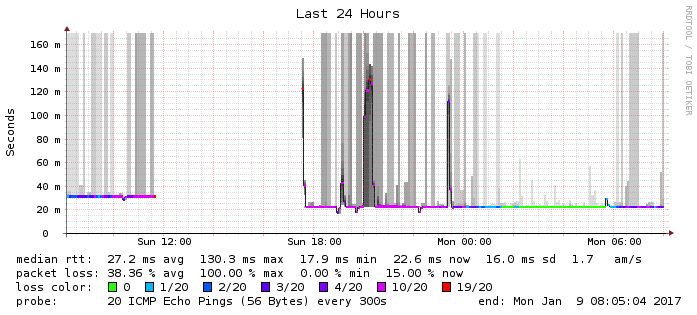 Last 24 Hours
RRDTOOL / TOBI OETIKER
Seconds
160 m
140 m
120 m
100 m
80 m
60 m
40 m
20 m
0
Sun 12:00 Sun 18:00 Mon 00:00 Mon 06:00
median rtt: 27.2 ms avg 130.3 ms max 17.9 ms min 22.6 ms now 16.0 ms sd 1.7 am/s
packet loss: 38.36 % avg 100.00 % max 0.00 % min 15.00 % now
loss color: 0 1/20 2/20 3/20 4/20 10/20 19/20
probe: 20 ICMP Echo Pings (56 Bytes) every 300s end: Mon Jan 9 08:05:04 2017